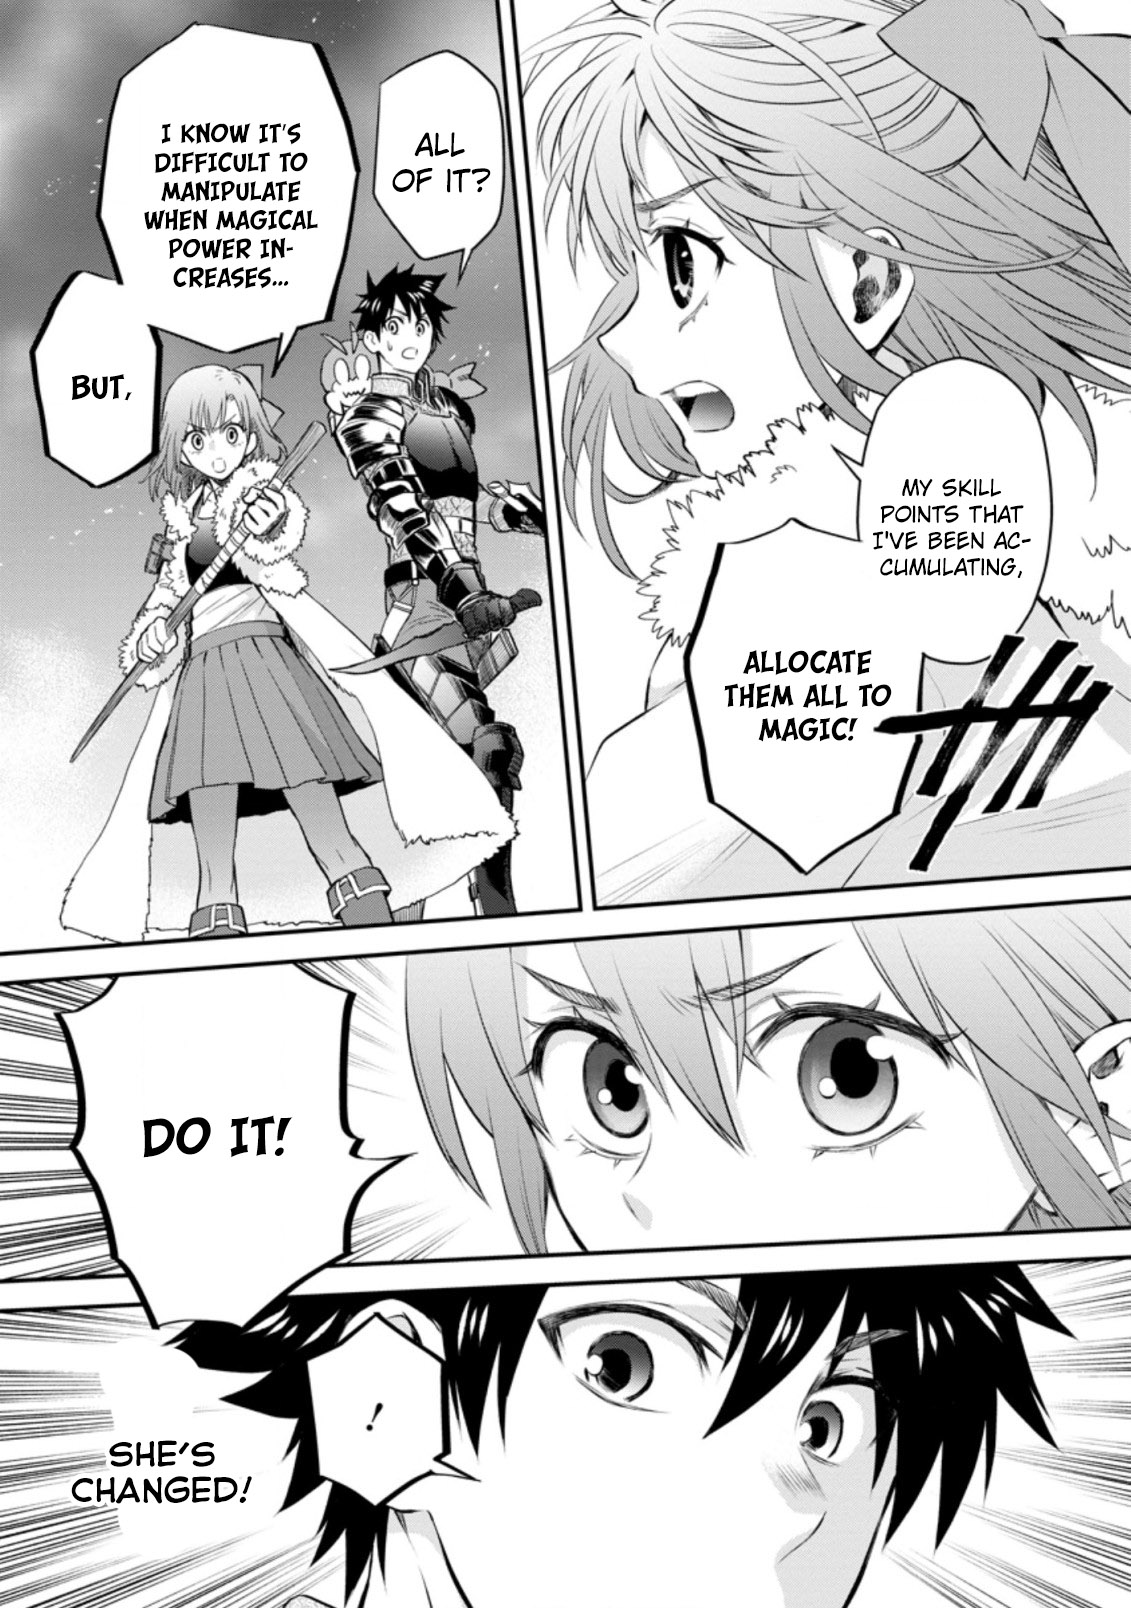 MY SKILL
POINTS THAT
I'VE BEEN AC-
CUMULATING,
ALLOCATE
THEM ALL TO
MAGIC!
ALL
OF IT?
I KNOW IT'S
DIFFICULT TO
MANIPULATE
WHEN MAGICAL
POWER IN-
CREASES...
BUT,
DO IT!
!
SHE'S
CHANGED!